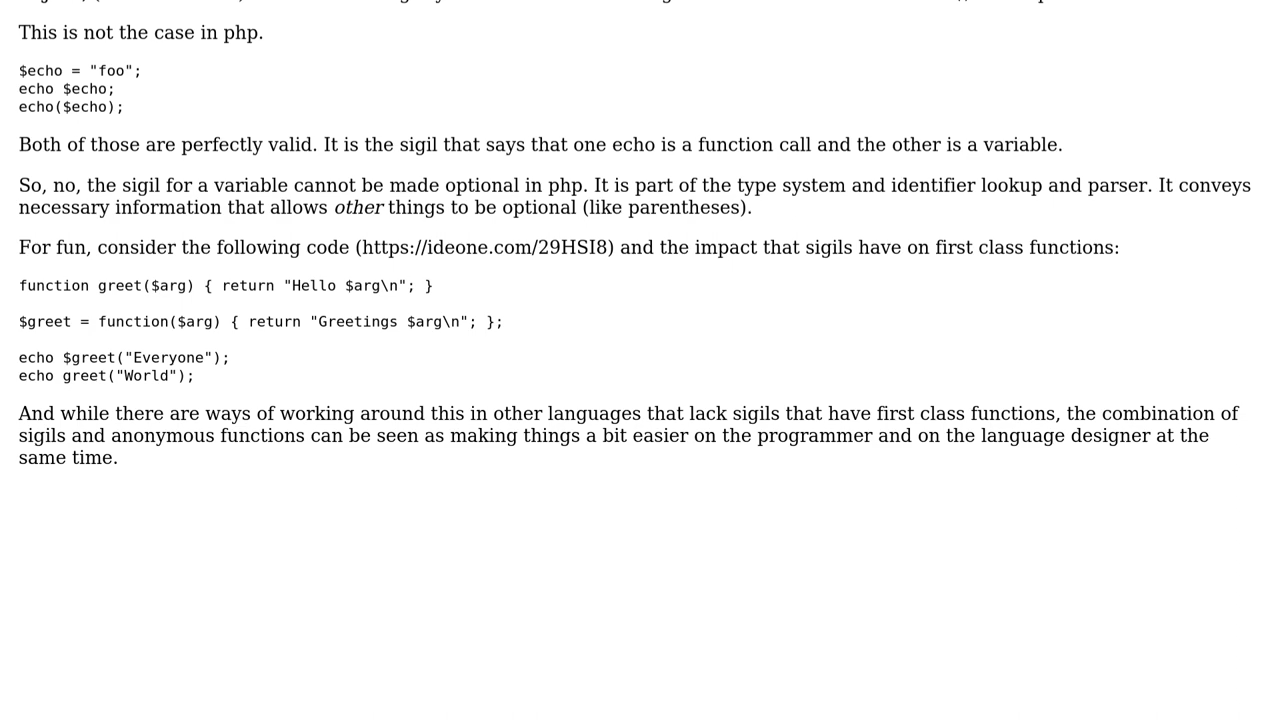 This is not the case in php.
$echo = "foo";
echo $echo;
echo($echo);
Both of those are perfectly valid. It is the sigil that says that one echo is a function call and the other is a variable.
So, no, the sigil for a variable cannot be made optional in php. It is part of the type system and identifier lookup and parser. It conveys
necessary information that allows other things to be optional (like parentheses).
For fun, consider the following code (https://ideone.com/29HSI8) and the impact that sigils have on first class functions:
function greet($arg) { return "Hello $arg\n"; }
$greet = function($arg) { return "Greetings $arg\n"; };
echo $greet("Everyone");
echo greet("World");
And while there are ways of working around this in other languages that lack sigils that have first class functions, the combination of
sigils and anonymous functions can be seen as making things a bit easier on the programmer and on the language designer at the
same time.